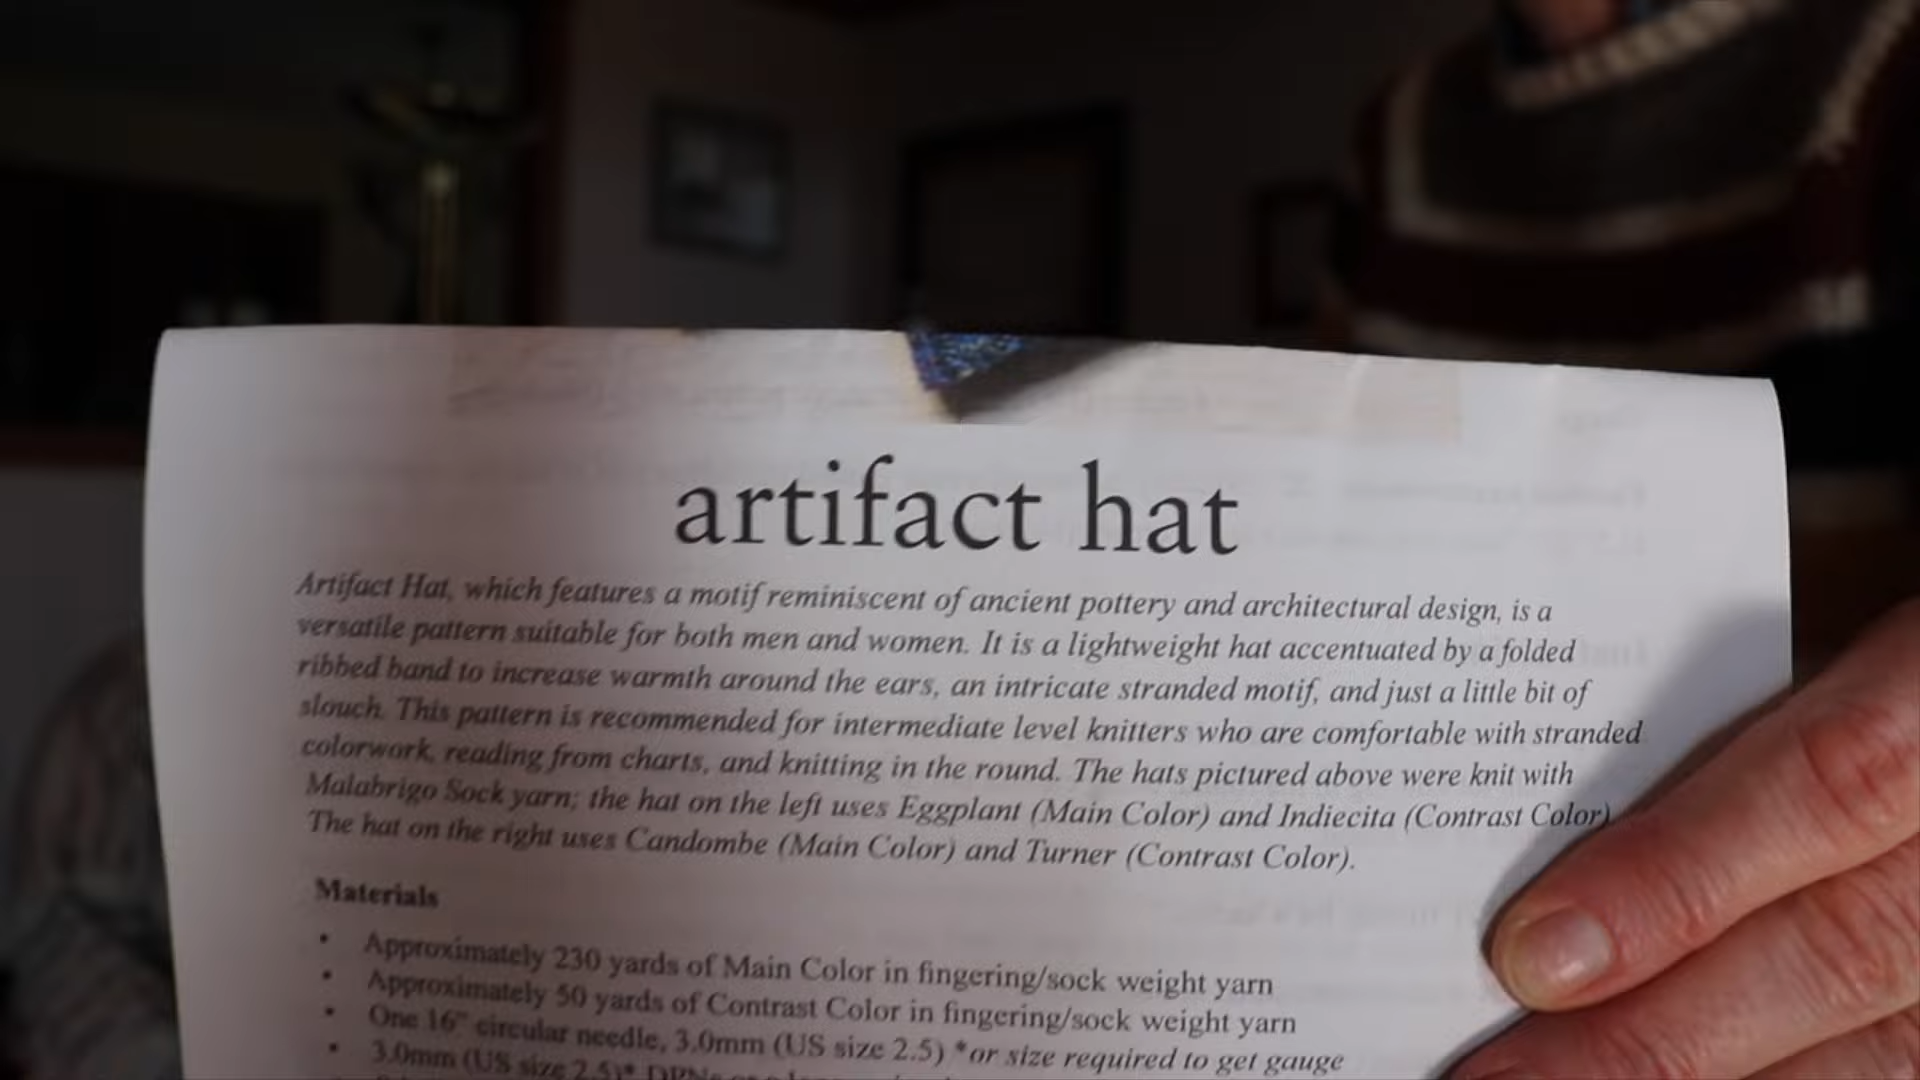 artifact hat
Artifact Hat, which features a motif reminiscent of ancient pottery and architectural design, is a
versatile pattern suitable for both men and women. It is a lightweight hat accentuated by a folded
ribbed band to increase warmth around the ears, an intricate stranded motif, and just a little bit of
slouch. This pattern is recommended for intermediate level knitters who are comfortable with stranded
colorwork, reading from charts, and knitting in the round. The hats pictured above were knit with
Malabrigo Sock yarn; the hat on the left uses Eggplant (Main Color) and Indiecita (Contrast Color)
The hat on the right uses Candombe (Main Color) and Turner (Contrast Color).
Materials
• Approximately 230 yards of Main Color in fingering/sock weight yarn
• Approximately 50 yards of Contrast Color in fingering/sock weight yarn
• One 16" circular needle, 3.0mm (US size 2.5) *or size required to get gauge
• 3.0mm (US size 2.5)* DPNs